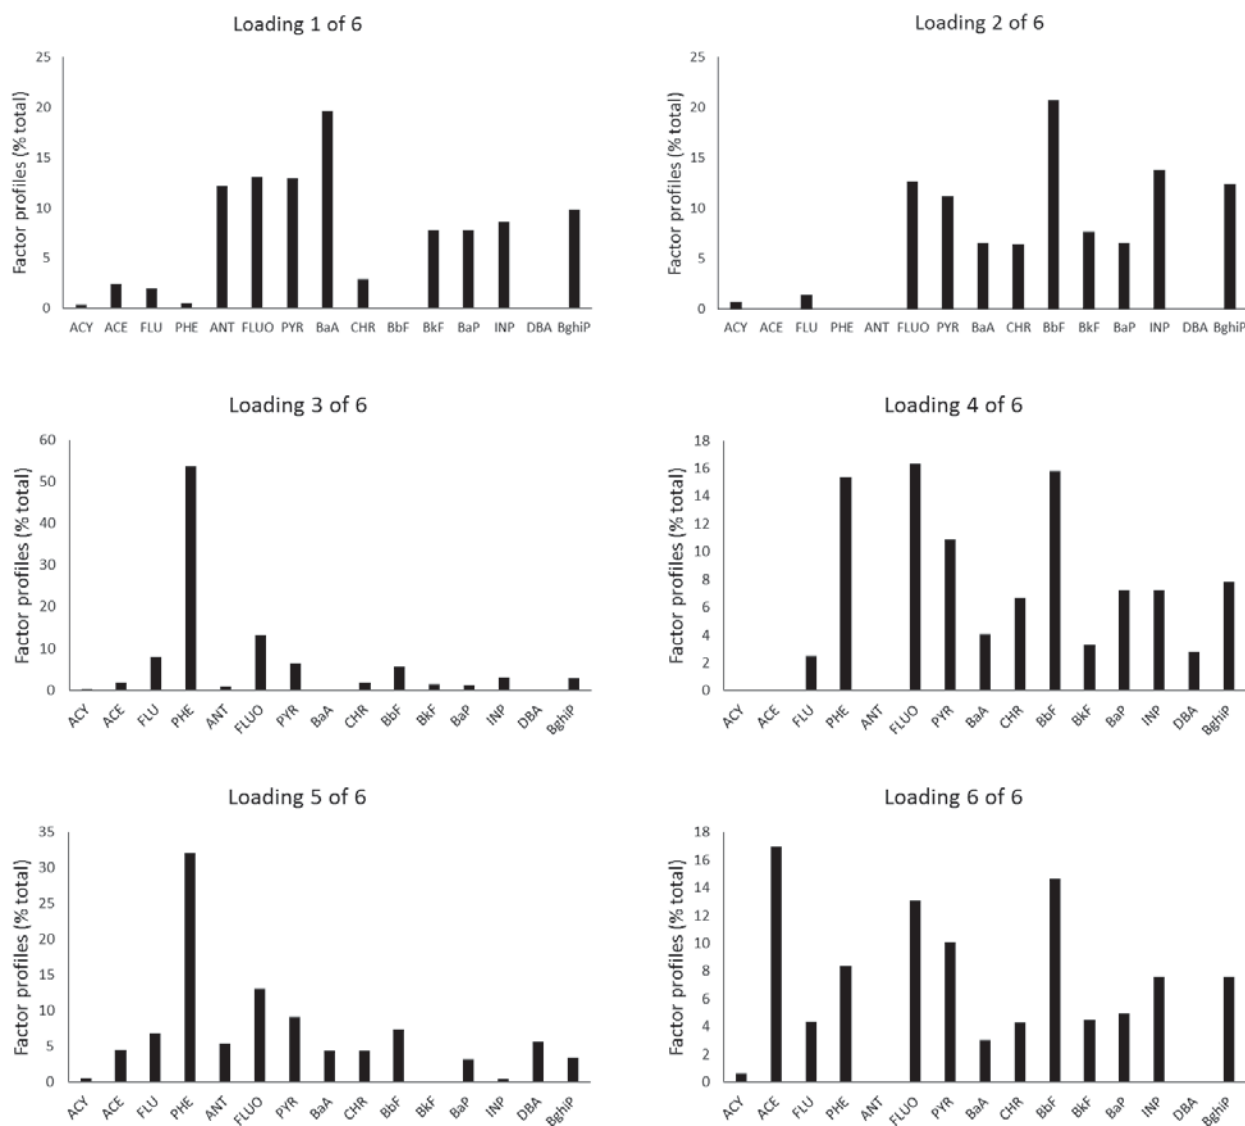 Loading 1 of 6
Factor profiles (% total)
25
20
15
10
5
0
ACY ACE FLU PHE ANT FLUO PYR BaA CHR BbF BkF BaP INP DBA BghiP
Loading 2 of 6
Factor profiles (% total)
25
20
15
10
5
0
ACY ACE FLU PHE ANT FLUO PYR BaA CHR BbF BkF BaP INP DBA BghiP
Loading 3 of 6
Factor profiles (% total)
60
50
40
30
20
10
0
ACY ACE FLU PHE ANT FLUO PYR BaA CHR BbF BkF BaP INP DBA BghiP
Loading 4 of 6
Factor profiles (% total)
18
16
14
12
10
8
6
4
2
0
ACY ACE FLU PHE ANT FLUO PYR BaA CHR BbF BkF BaP INP DBA BghiP
Loading 5 of 6
Factor profiles (% total)
35
30
25
20
15
10
5
0
ACY ACE FLU PHE ANT FLUO PYR BaA CHR BbF BkF BaP INP DBA BghiP
Loading 6 of 6
Factor profiles (% total)
18
16
14
12
10
8
6
4
2
0
ACY ACE FLU PHE ANT FLUO PYR BaA CHR BbF BkF BaP INP DBA BghiP